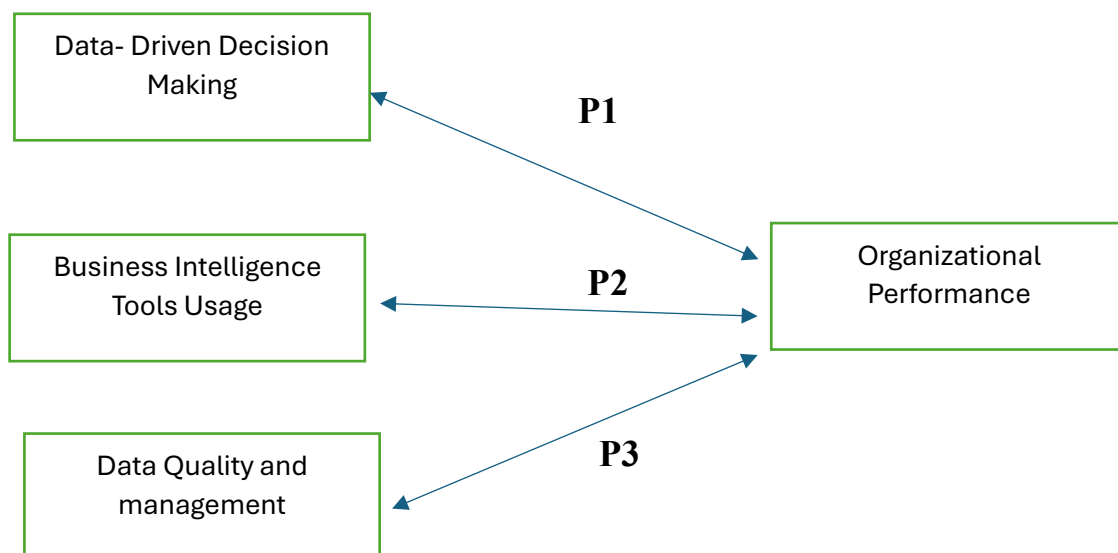 Data- Driven Decision
Making
P1
Business Intelligence
Tools Usage
P2
Organizational
Performance
Data Quality and
management
P3